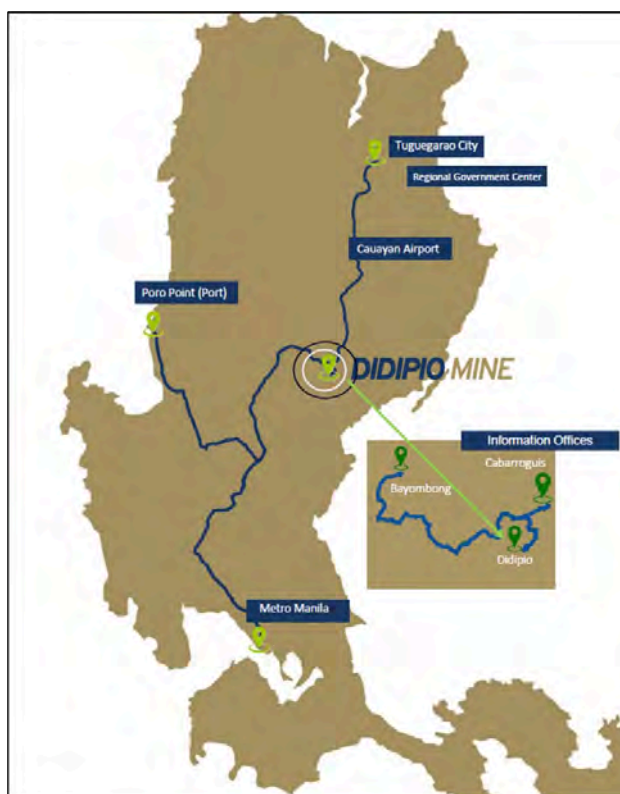 Tuguegarao City
Regional Government Center
Cauayan Airport
Poro Point (Port)
DIDIPIO MINE
Information Offices
Cabarroguis
Bayombong
Didipio
Metro Manila